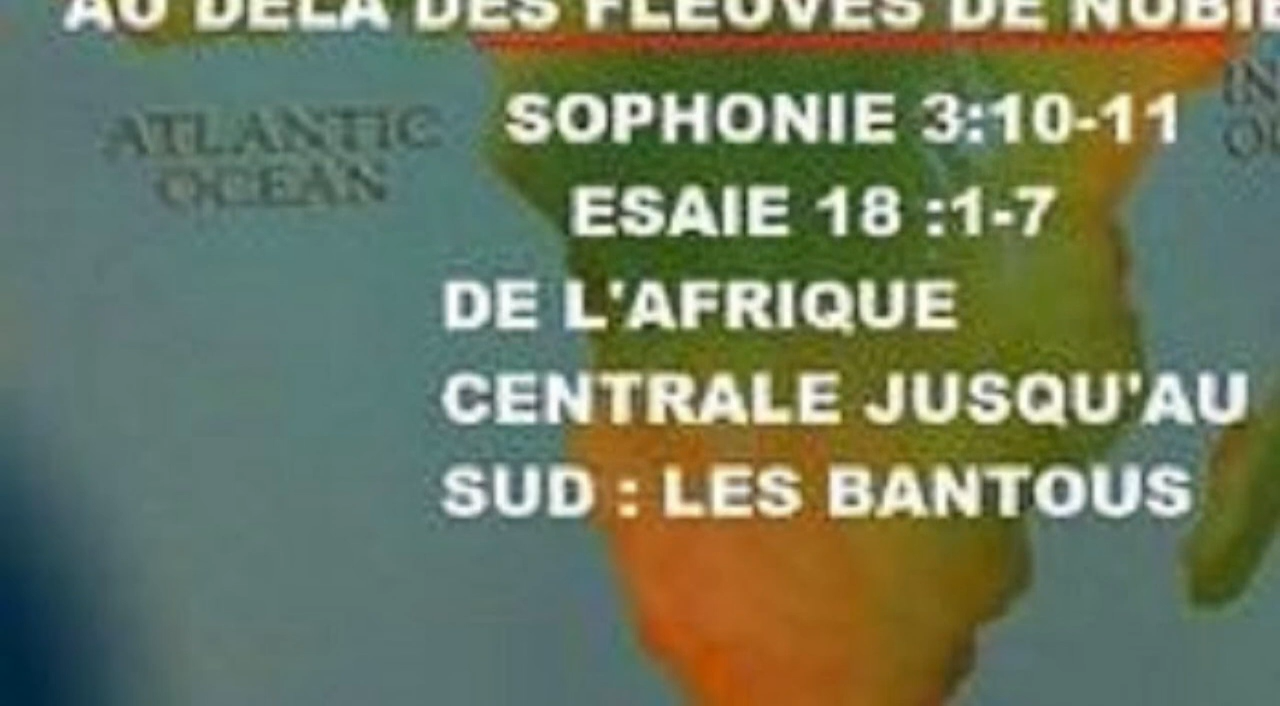 AU DELA DES FLEUVES DE NUBIE
SOPHONIE 3:10-11
ATLANTIC
OCEAN
ESAIE 18 :1-7
DE L'AFRIQUE
CENTRALE JUSQU'AU
SUD : LES BANTOUS